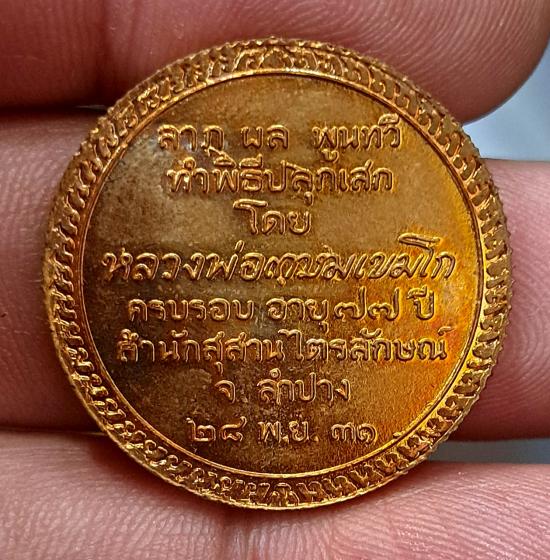 ลาภ ผล พูนทวี
ทำพิธีปลุกเสก
โดย
หลวงพ่อเกษมเขมโก
ครบรอบ อายุ ๗๗ ปี
สำนักสุสานไตรลักษณ์
จ ลำปาง
๒๘ พ.ย. ๓๑